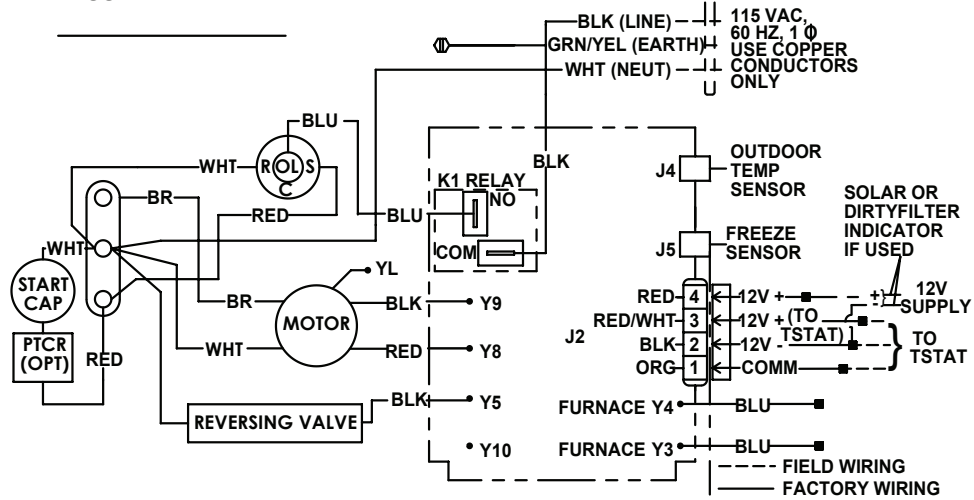 BLK (LINE)
GRN/YEL (EARTH)
WHT (NEUT)
115 VAC,
60 HZ, 1 ϕ
USE COPPER
CONDUCTORS
ONLY
BLU
WHT
R OL S
C
BR
RED
BLU
BLK
K1 RELAY
NO
COM
J4
OUTDOOR
TEMP
SENSOR
J5
FREEZE
SENSOR
SOLAR OR
DIRTYFILTER
INDICATOR
IF USED
WHT
START
CAP
PTCR
(OPT)
RED
YL
BR
MOTOR
BLK
Y9
WHT
RED
Y8
REVERSING VALVE
BLK
Y5
Y10
J2
RED 4 12V + + 12V
SUPPLY
RED/WHT 3 12V + (TO
TSTAT)
BLK 2 12V -
ORG 1 COMM
TO
TSTAT
FURNACE Y4 BLU
FURNACE Y3 BLU
FIELD WIRING
FACTORY WIRING